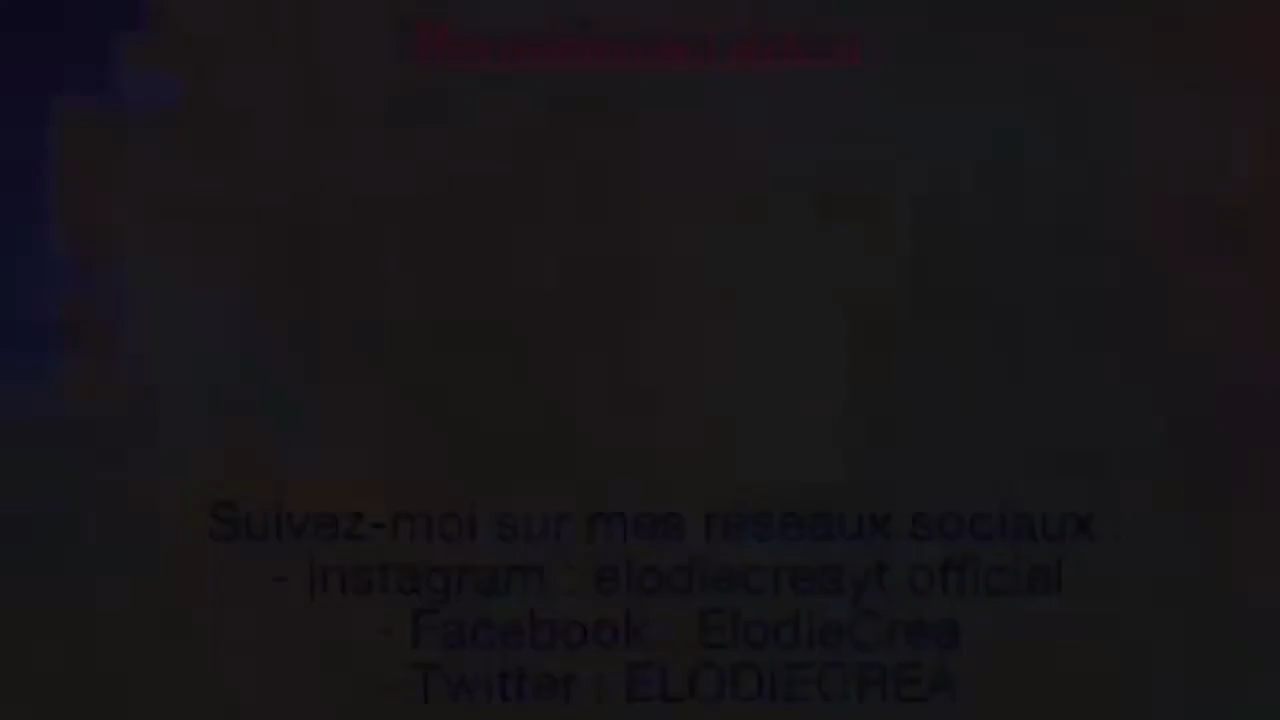 Suivez-moi sur mes réseaux sociaux :
- Instagram : elodiecreayt official
- Facebook : ElodieCrea
- Twitter : ELODIECREA